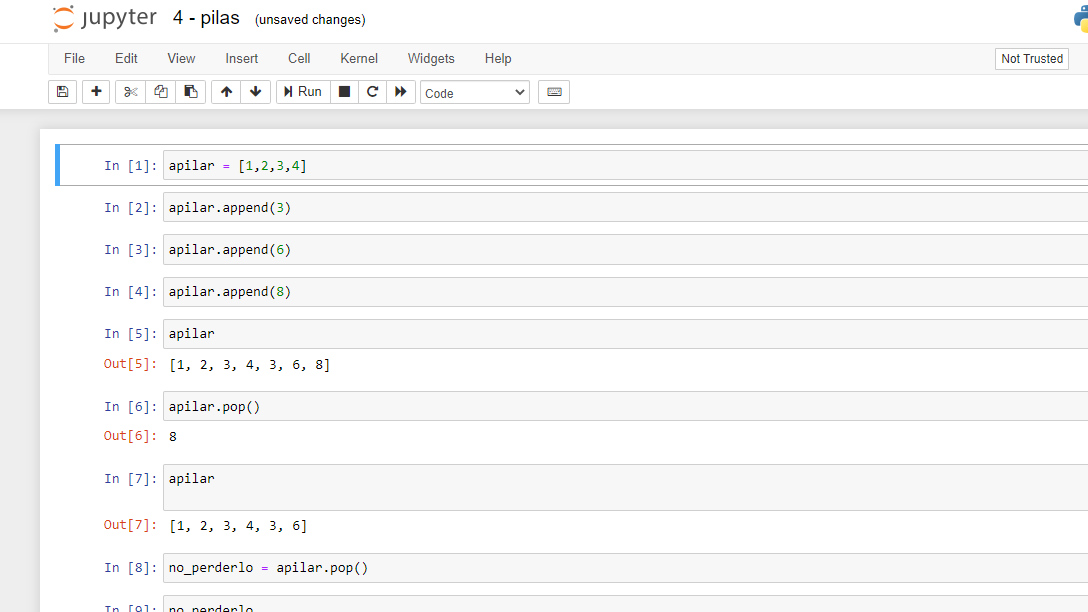 jupyter 4 - pilas (unsaved changes)
File Edit View Insert Cell Kernel Widgets Help Not Trusted
Run Code
In [1]: apilar = [1,2,3,4]
In [2]: apilar.append(3)
In [3]: apilar.append(6)
In [4]: apilar.append(8)
In [5]: apilar
Out[5]: [1, 2, 3, 4, 3, 6, 8]
In [6]: apilar.pop()
Out[6]: 8
In [7]: apilar
Out[7]: [1, 2, 3, 4, 3, 6]
In [8]: no_perderlo = apilar.pop()
In [9]: no_perderlo